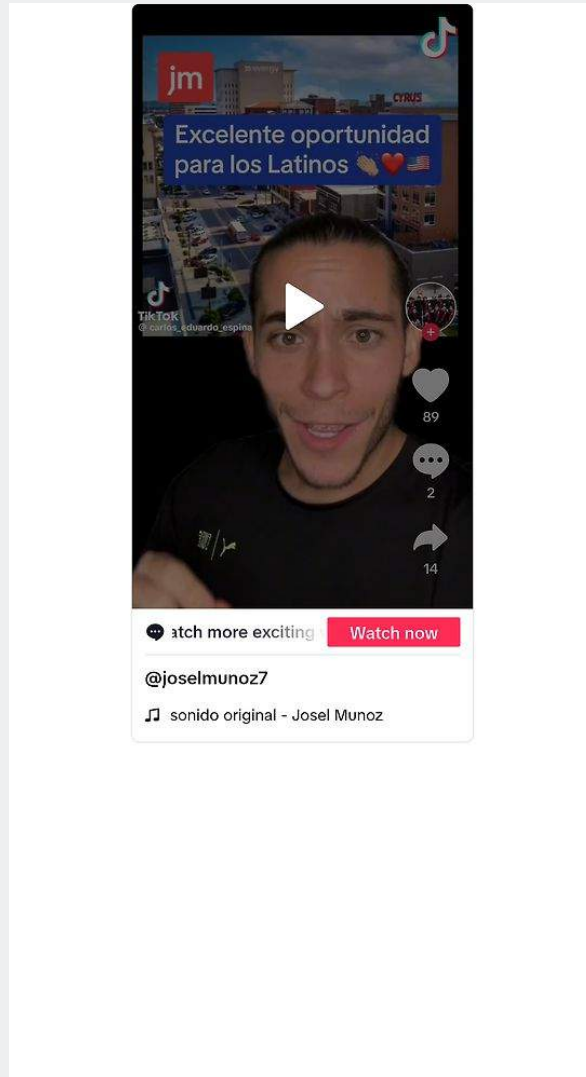 jm
CYRUS
Excelente oportunidad
para los Latinos 👏🏻❤️🇺🇸
TikTok
@ carlos_eduardo_espina
89
2
14
atch more exciting
Watch now
@joselmunoz7
sonido original - Josel Munoz